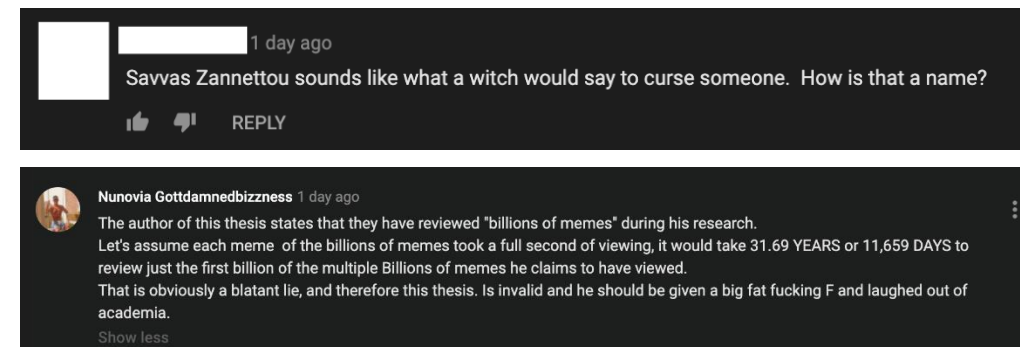 1 day ago
Savvas Zannettou sounds like what a witch would say to curse someone. How is that a name?
REPLY
Nunovia Gottdamnedbizzness 1 day ago
The author of this thesis states that they have reviewed "billions of memes" during his research.
Let's assume each meme of the billions of memes took a full second of viewing, it would take 31.69 YEARS or 11,659 DAYS to
review just the first billion of the multiple Billions of memes he claims to have viewed.
That is obviously a blatant lie, and therefore this thesis. Is invalid and he should be given a big fat fucking F and laughed out of
academia.
Show less